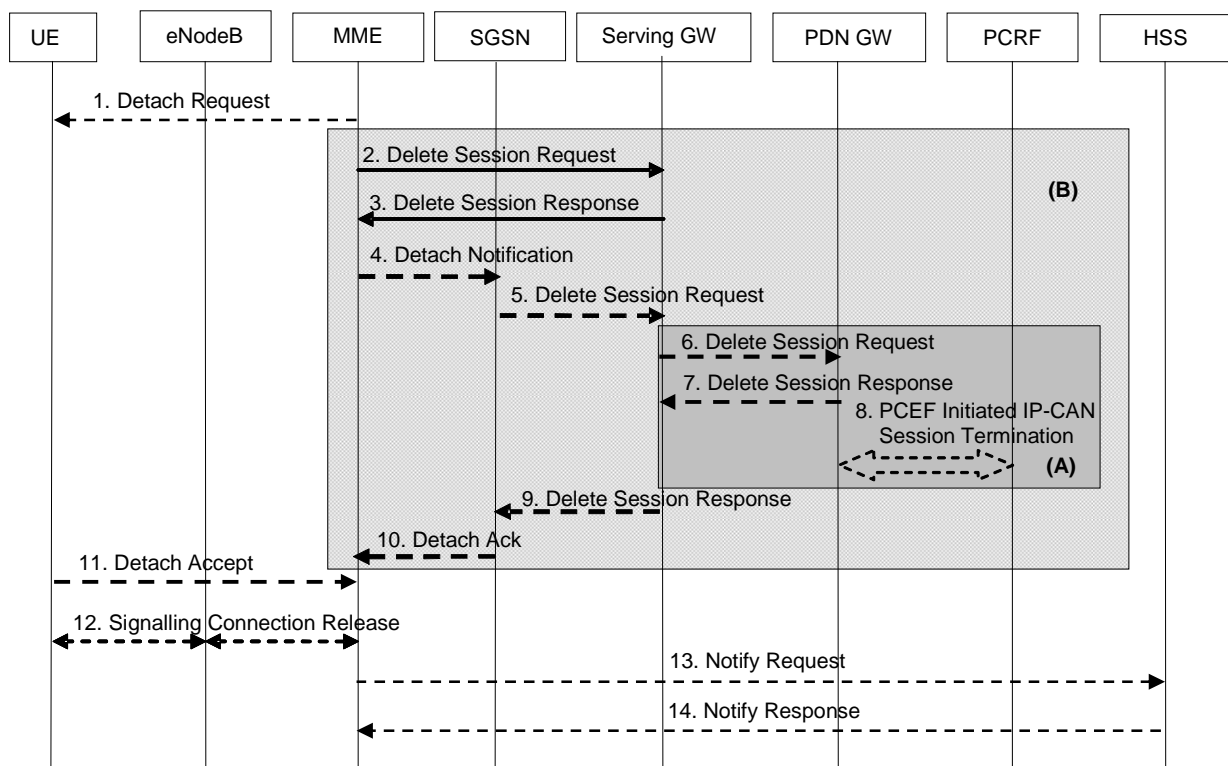 UE
eNodeB
MME
SGSN
Serving GW
PDN GW
PCRF
HSS
1. Detach Request
2. Delete Session Request
(B)
3. Delete Session Response
4. Detach Notification
5. Delete Session Request
6. Delete Session Request
7. Delete Session Response
8. PCEF Initiated IP-CAN
Session Termination
(A)
9. Delete Session Response
10. Detach Ack
11. Detach Accept
12. Signalling Connection Release
13. Notify Request
14. Notify Response